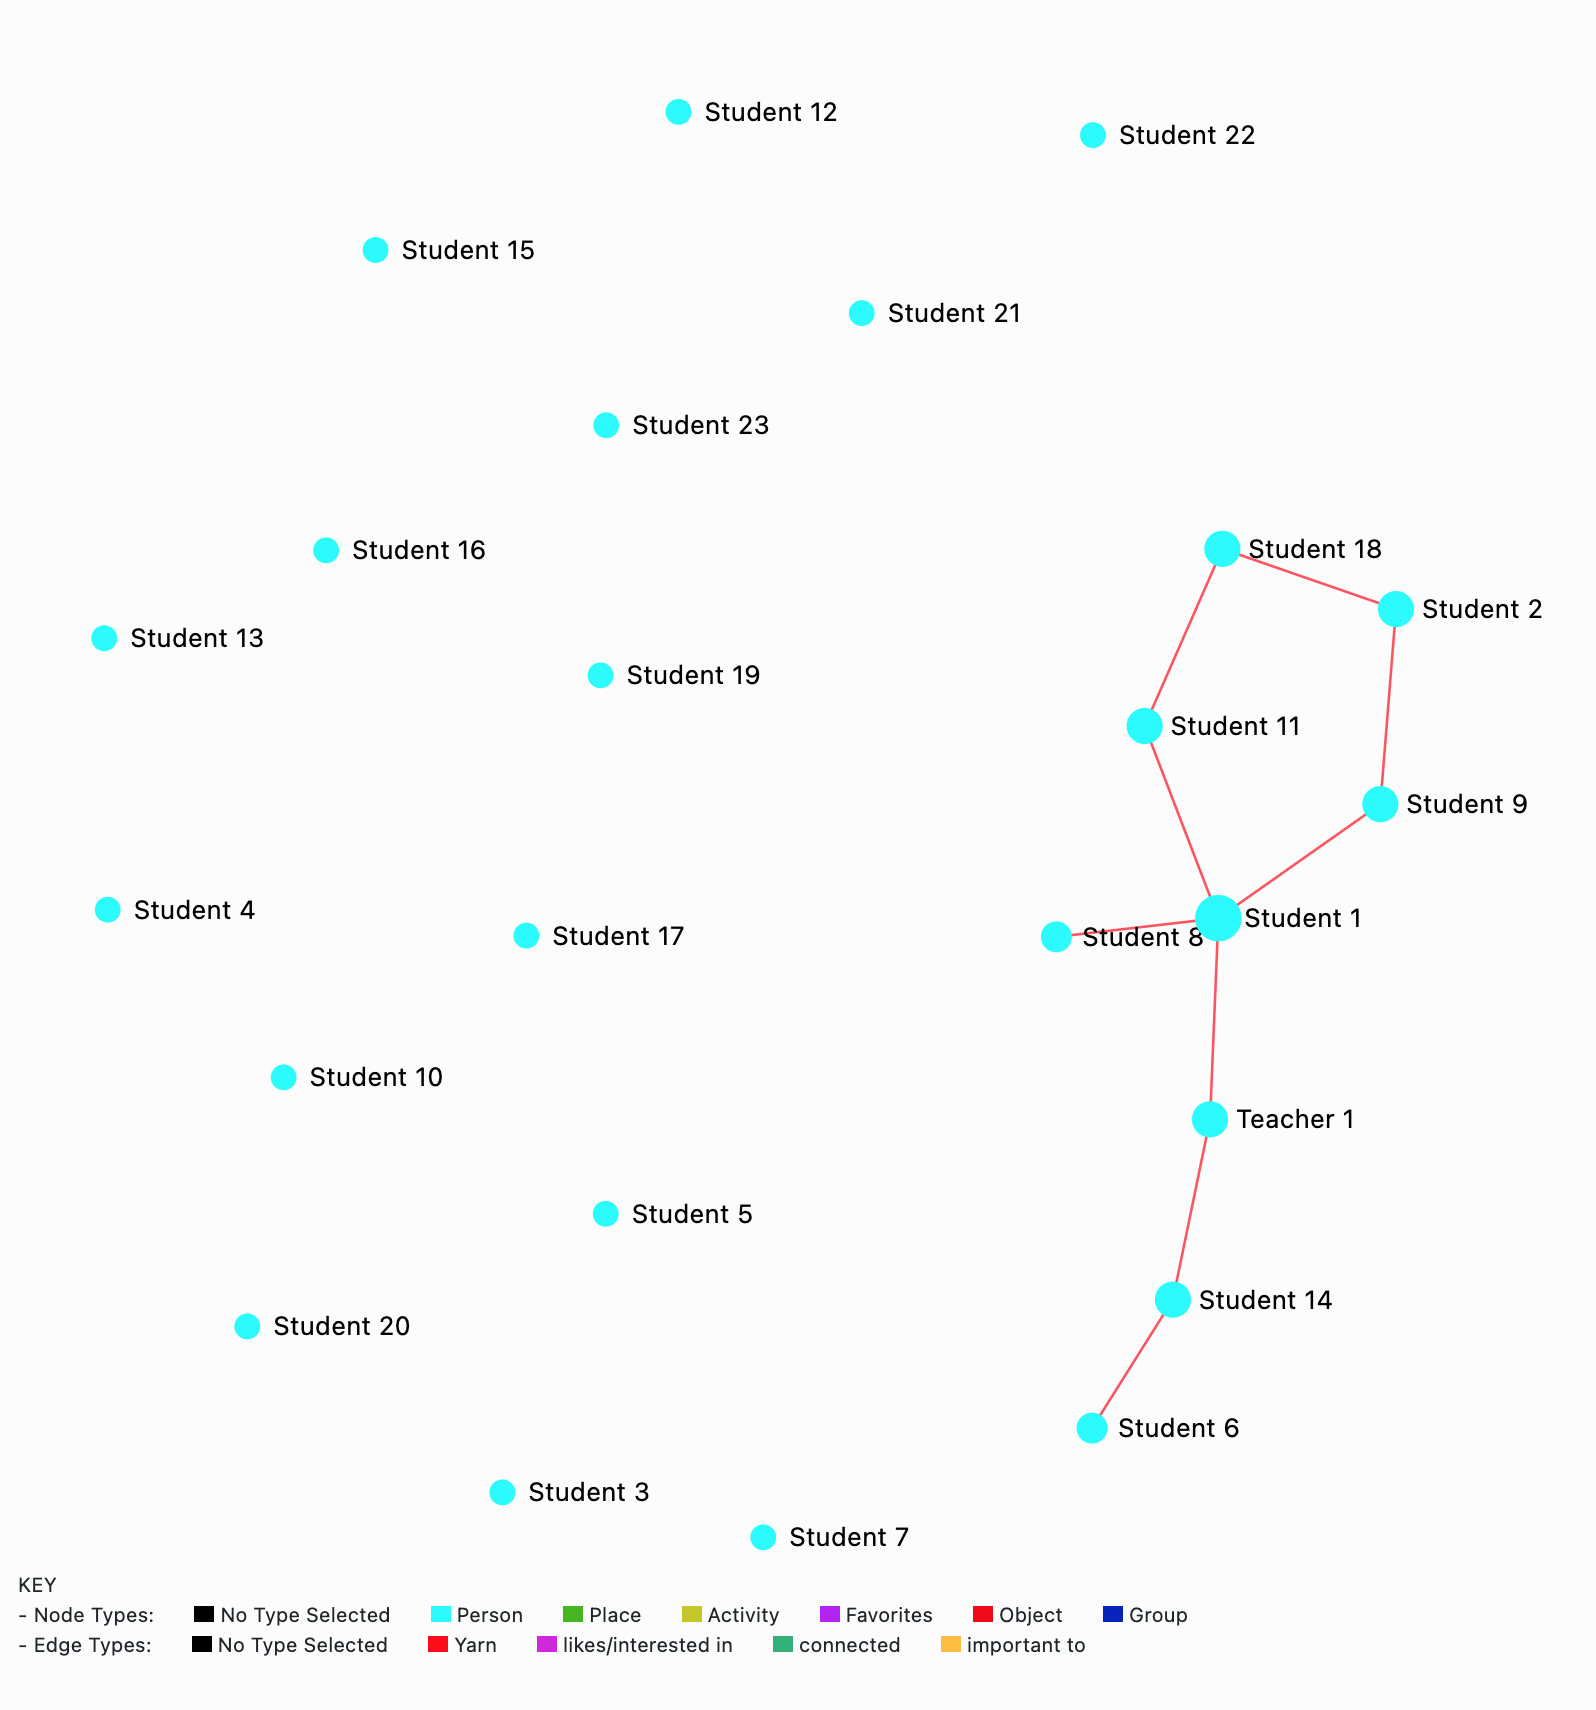 Student 12
Student 22
Student 15
Student 21
Student 23
Student 16
Student 18
Student 2
Student 13
Student 19
Student 11
Student 9
Student 4
Student 1
Student 17
Student 8
Student 10
Teacher 1
Student 5
Student 14
Student 20
Student 6
Student 3
Student 7
KEY
- Node Types: No Type Selected Person Place Activity Favorites Object Group
- Edge Types: No Type Selected Yarn likes/interested in connected important to